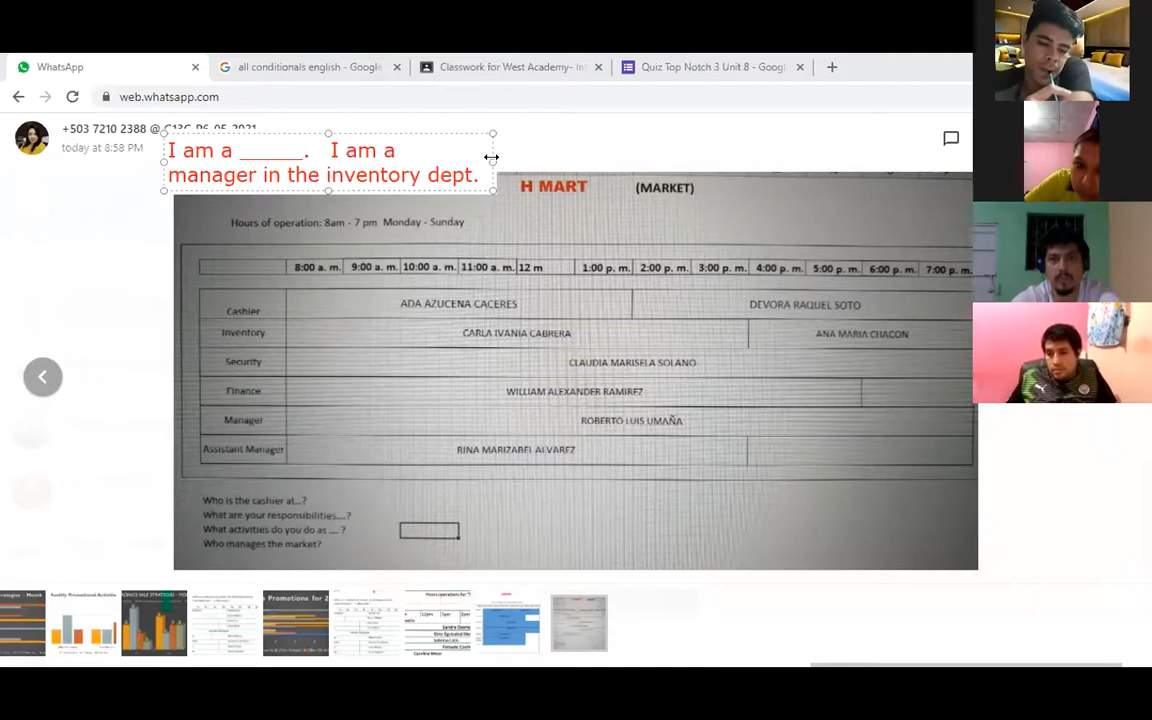 WhatsApp
all conditionals english - Google
Classwork for West Academy- Int
Quiz Top Notch 3 Unit 8 - Googl
web.whatsapp.com
+503 7210 2388 @ C13C-B6-05-2021
today at 8:58 PM
I am a ______. I am a
manager in the inventory dept.
H MART (MARKET)
Hours of operation: 8am - 7 pm Monday - Sunday
8:00 a. m. 9:00 a. m. 10:00 a. m. 11:00 a. m. 12 m 1:00 p. m. 2:00 p. m. 3:00 p. m. 4:00 p. m. 5:00 p. m. 6:00 p. m. 7:00 p. m.
Cashier ADA AZUCENA CACERES DEVORA RAQUEL SOTO
Inventory CARLA IVANIA CABRERA ANA MARIA CHACON
Security CLAUDIA MARISELA SOLANO
Finance WILLIAM ALEXANDER RAMIREZ
Manager ROBERTO LUIS UMAÑA
Assistant Manager RINA MARIZABEL ALVAREZ
Who is the cashier at...?
What are your responsibilities....?
What activities do you do as .... ?
Who manages the market?